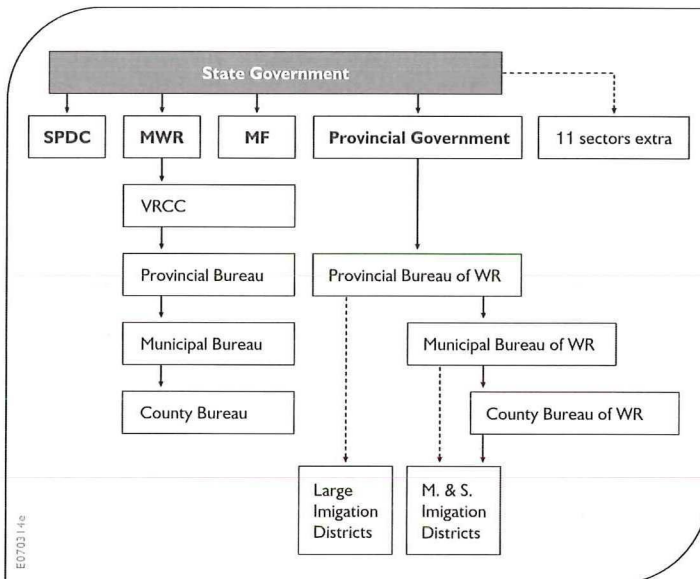 State Government
SPDC
MWR
MF
Provincial Government
11 sectors extra
VRCC
Provincial Bureau
Provincial Bureau of WR
Municipal Bureau
Municipal Bureau of WR
County Bureau
County Bureau of WR
Large
Imigation
Districts
M. & S.
Imigation
Districts
E070314e